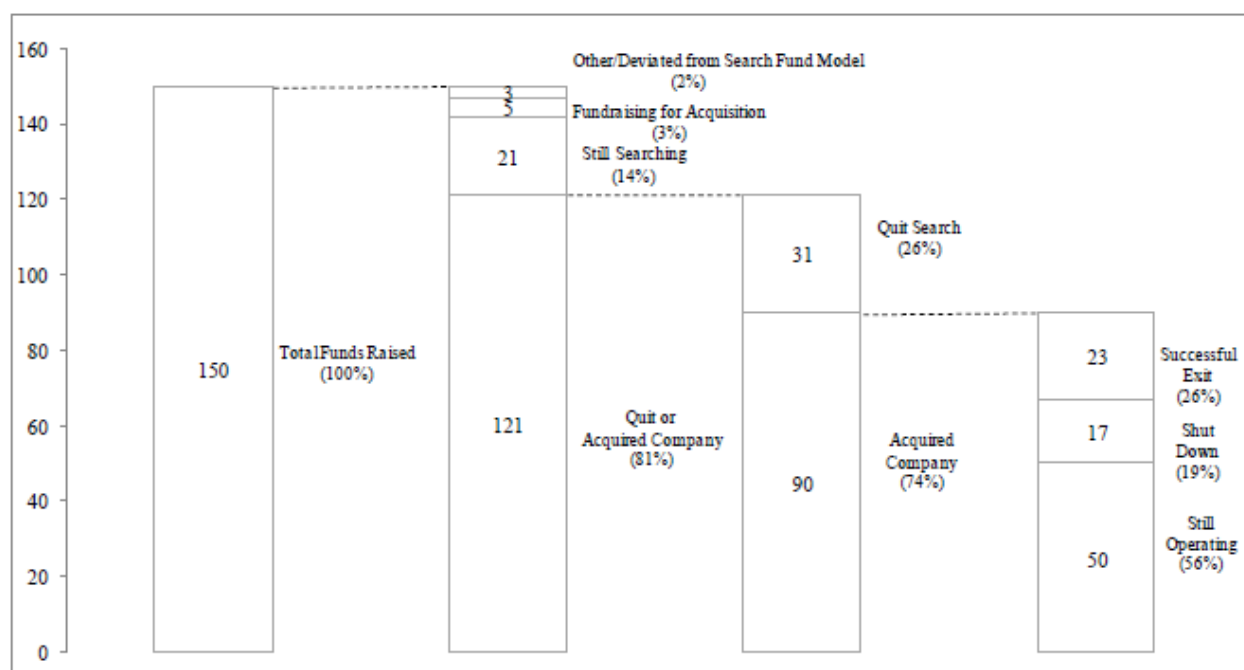 160
140
120
100
80
60
40
20
0
150
Total Funds Raised
(100%)
3
5
21
121
Other/Deviated from Search Fund Model
(2%)
Fundraising for Acquisition
(3%)
Still Searching
(14%)
Quit or
Acquired Company
(81%)
31
90
Quit Search
(26%)
Acquired
Company
(74%)
23
17
50
Successful
Exit
(26%)
Shut
Down
(19%)
Still
Operating
(56%)